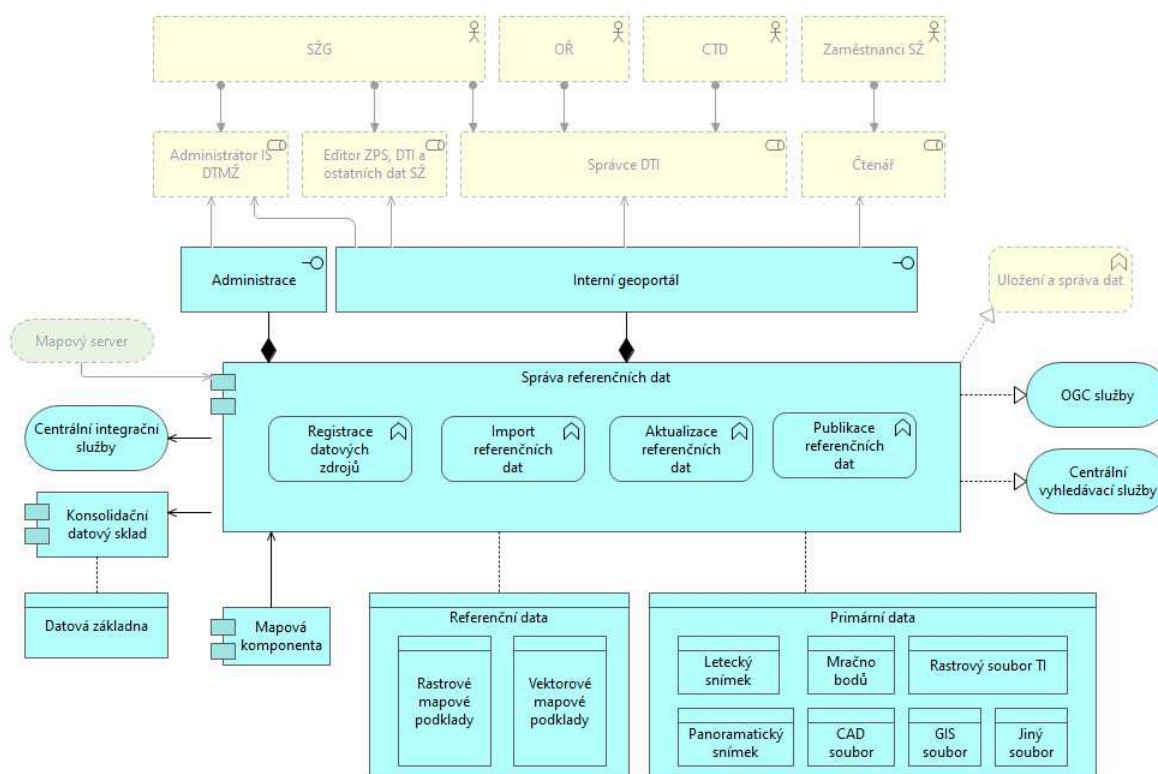 SŽG
OŘ
CTD
Zaměstnanci SŽ
Administrátor IS
DTMŽ
Editor ZPS, DTI a
ostatních dat SŽ
Správce DTI
Čtenář
Administrace
Interní geoportál
Uložení a správa dat
Mapový server
Správa referenčních dat
Centrální integrační
služby
Registrace
datových
zdrojů
Import
referenčních
dat
Aktualizace
referenčních
dat
Publikace
referenčních
dat
OGC služby
Centrální
vyhledávací služby
Konsolidační
datový sklad
Datová základna
Mapová
komponenta
Referenční data
Rastrové
mapové
podklady
Vektorové
mapové
podklady
Primární data
Letecký
snímek
Mračno
bodů
Rastrový soubor TI
Panoramatický
snímek
CAD
soubor
GIS
soubor
Jiný
soubor